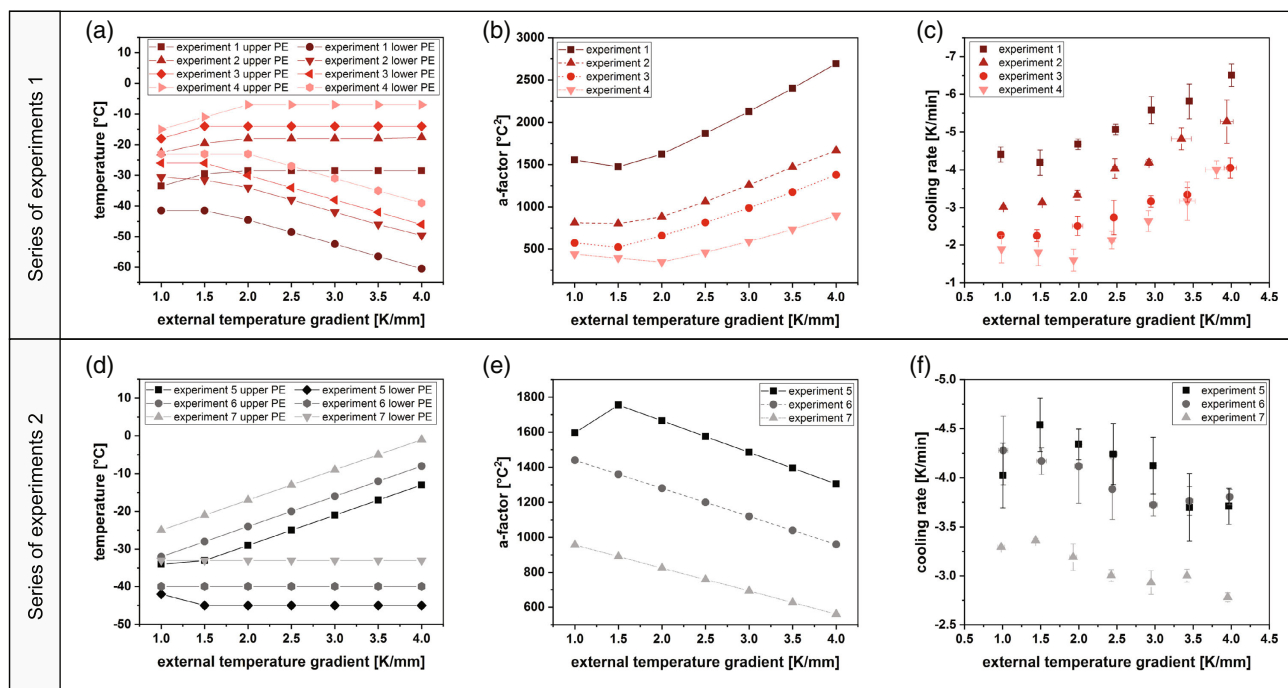 Series of experiments 1
(a)
experiment 1 upper PE
experiment 1 lower PE
experiment 2 upper PE
experiment 2 lower PE
experiment 3 upper PE
experiment 3 lower PE
experiment 4 upper PE
experiment 4 lower PE
temperature [°C]
10
0
-10
-20
-30
-40
-50
-60
1.0 1.5 2.0 2.5 3.0 3.5 4.0
external temperature gradient [K/mm]
(b)
experiment 1
experiment 2
experiment 3
experiment 4
a-factor [°C²]
3000
2500
2000
1500
1000
500
1.0 1.5 2.0 2.5 3.0 3.5 4.0
external temperature gradient [K/mm]
(c)
experiment 1
experiment 2
experiment 3
experiment 4
cooling rate [K/min]
-6
-5
-4
-3
-2
-1
0.5 1.0 1.5 2.0 2.5 3.0 3.5 4.0 4.5
external temperature gradient [K/mm]
Series of experiments 2
(d)
experiment 5 upper PE
experiment 5 lower PE
experiment 6 upper PE
experiment 6 lower PE
experiment 7 upper PE
experiment 7 lower PE
temperature [°C]
10
0
-10
-20
-30
-40
-50
1.0 1.5 2.0 2.5 3.0 3.5 4.0
external temperature gradient [K/mm]
(e)
experiment 5
experiment 6
experiment 7
a-factor [°C²]
1800
1600
1400
1200
1000
800
600
1.0 1.5 2.0 2.5 3.0 3.5 4.0
external temperature gradient [K/mm]
(f)
experiment 5
experiment 6
experiment 7
cooling rate [K/min]
-5.0
-4.5
-4.0
-3.5
-3.0
-2.5
0.5 1.0 1.5 2.0 2.5 3.0 3.5 4.0 4.5
external temperature gradient [K/mm]